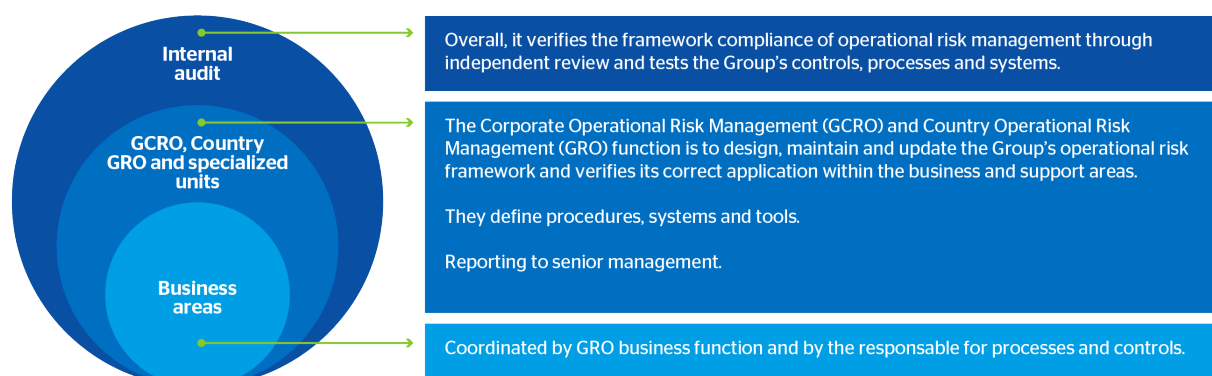 Internal
audit
Overall, it verifies the framework compliance of operational risk management through
independent review and tests the Group's controls, processes and systems.
GCRO, Country
GRO and specialized
units
The Corporate Operational Risk Management (GCRO) and Country Operational Risk
Management (GRO) function is to design, maintain and update the Group's operational risk
framework and verifies its correct application within the business and support areas.
They define procedures, systems and tools.
Reporting to senior management.
Business
areas
Coordinated by GRO business function and by the responsable for processes and controls.